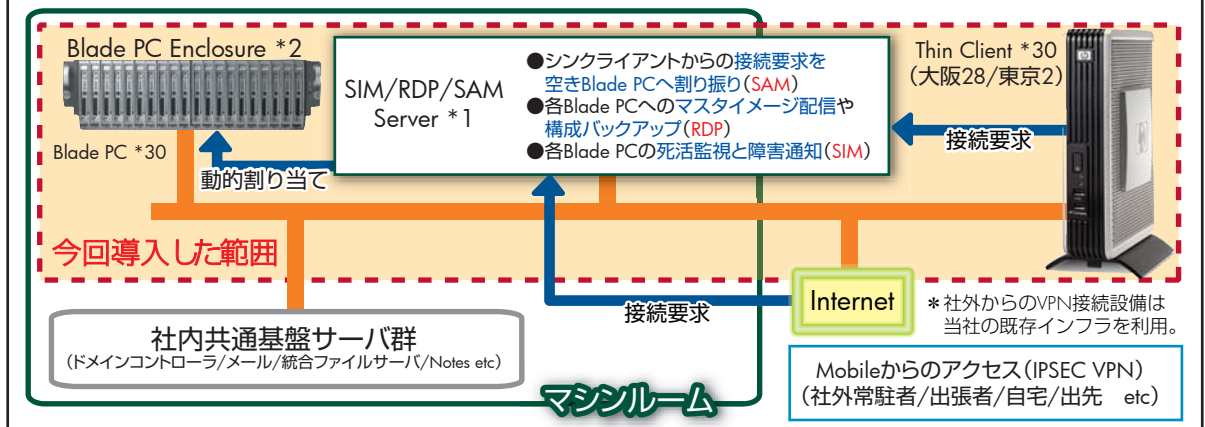 Blade PC Enclosure *2
Blade PC *30
動的割り当て
SIM/RDP/SAM
Server *1
●シンクライアントからの接続要求を
空きBlade PCへ割り振り(SAM)
●各Blade PCへのマスタイメージ配信や
構成バックアップ(RDP)
●各Blade PCの死活監視と障害通知(SIM)
Thin Client *30
(大阪28/東京2)
接続要求
今回導入した範囲
接続要求
Internet
*社外からのVPN接続設備は
当社の既存インフラを利用。
社内共通基盤サーバ群
(ドメインコントローラ/メール/統合ファイルサーバ/Notes etc)
マシンルーム
Mobileからのアクセス(IPSEC VPN)
(社外常駐者/出張者/自宅/出先 etc)